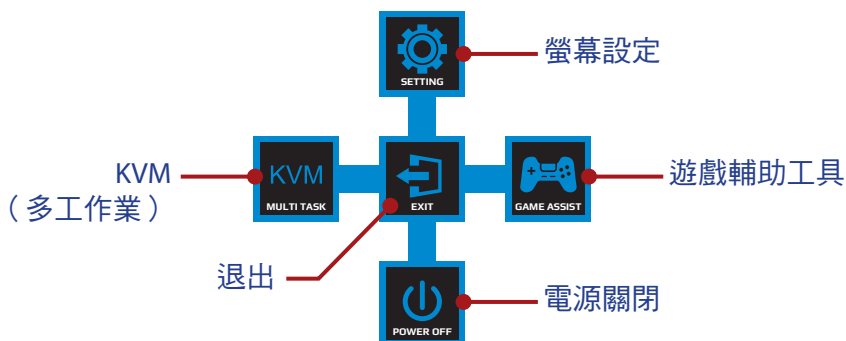 SETTING
螢幕設定
KVM
（多工作業）
KVM
MULTI TASK
EXIT
GAME ASSIST
遊戲輔助工具
退出
POWER OFF
電源關閉